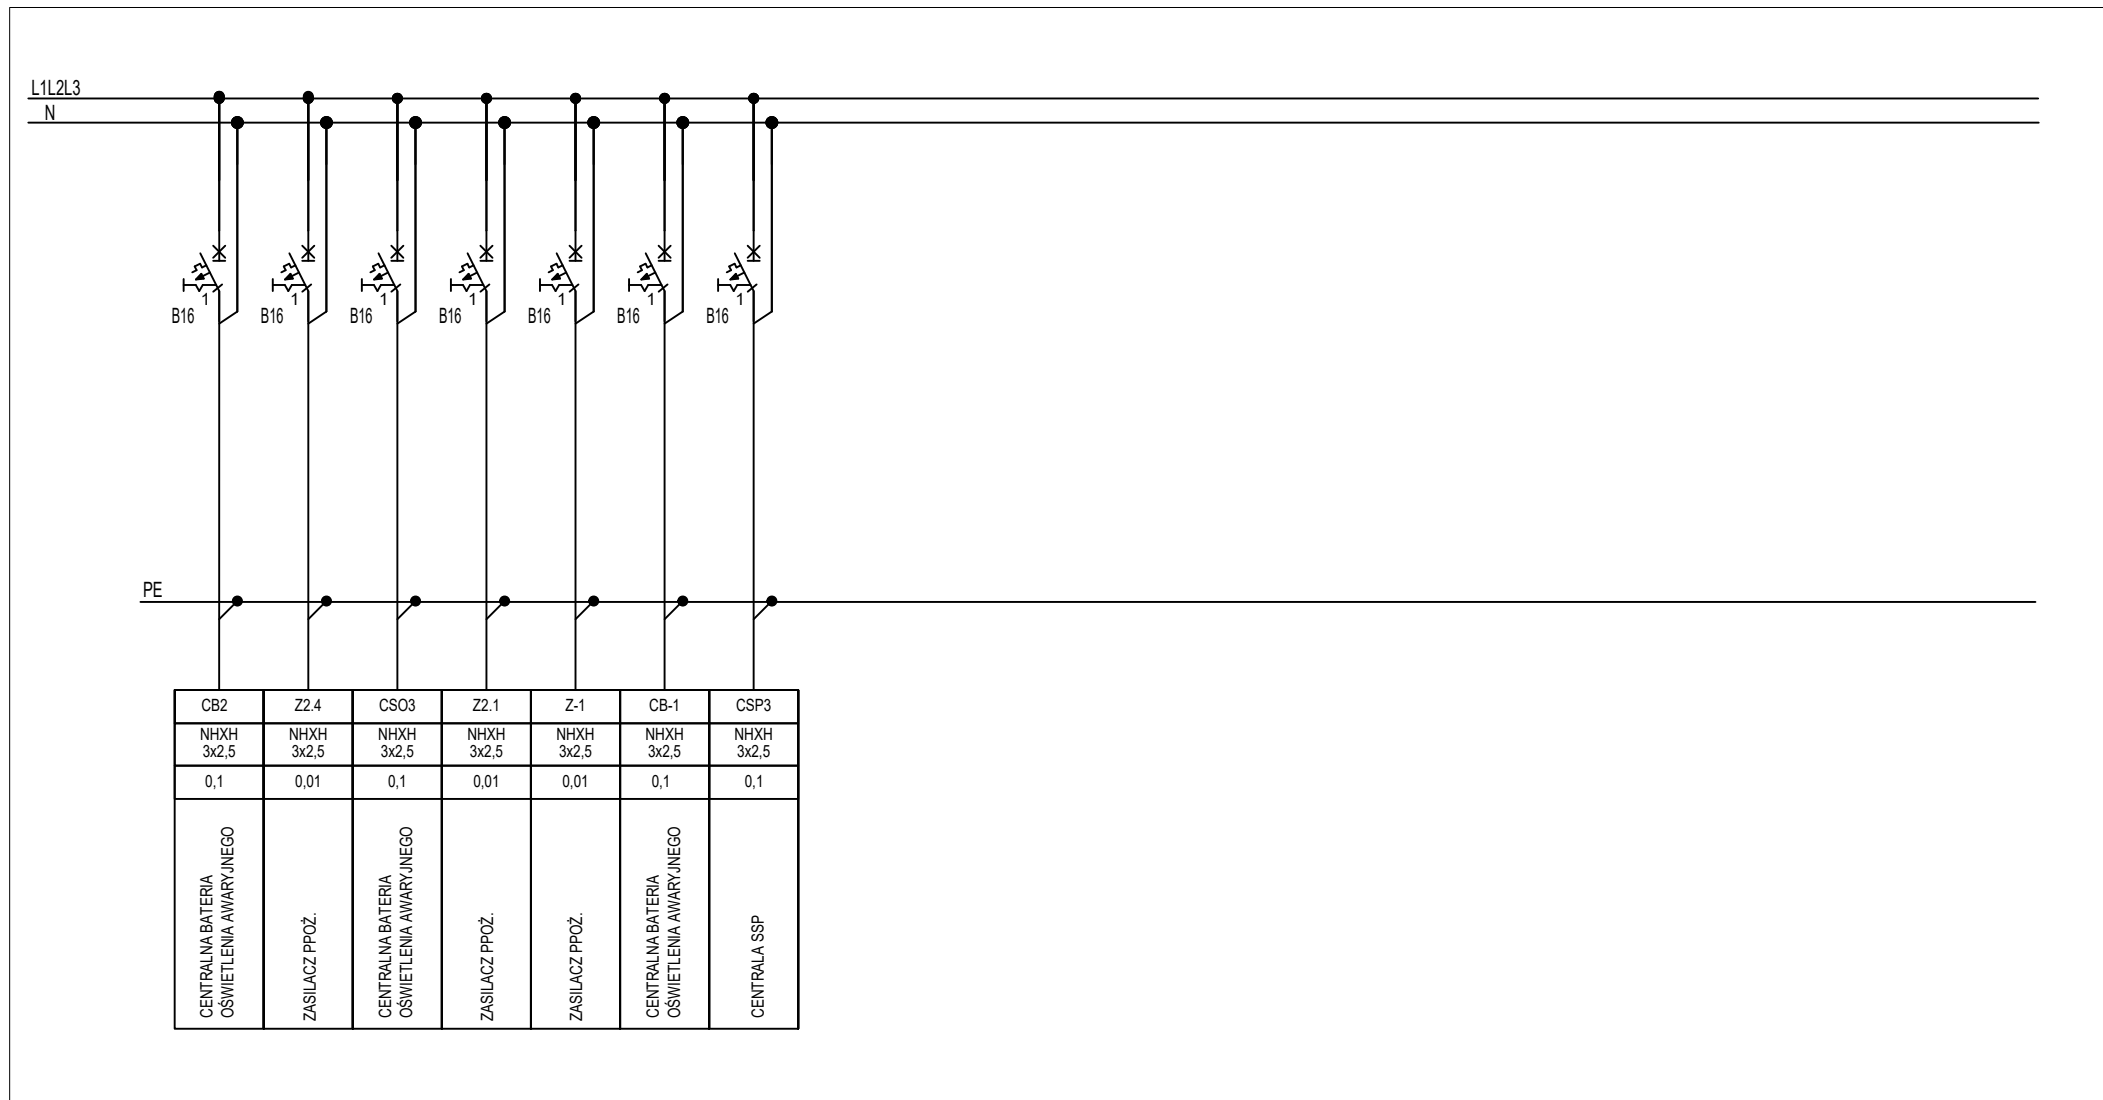 L1L2L3
N
1 1 1 1 1 1 1
B16 B16 B16 B16 B16 B16 B16
PE
CB2 Z2.4 CSO3 Z2.1 Z-1 CB-1 CSP3
NHXH NHXH NHXH NHXH NHXH NHXH NHXH
3x2,5 3x2,5 3x2,5 3x2,5 3x2,5 3x2,5 3x2,5
0,1 0,01 0,1 0,01 0,01 0,1 0,1
CENTRALNA BATERIA
OŚWIETLENIA AWARYJNEGO
ZASILACZ PPOŻ.
CENTRALNA BATERIA
OŚWIETLENIA AWARYJNEGO
ZASILACZ PPOŻ.
ZASILACZ PPOŻ.
CENTRALNA BATERIA
OŚWIETLENIA AWARYJNEGO
CENTRALA SSP